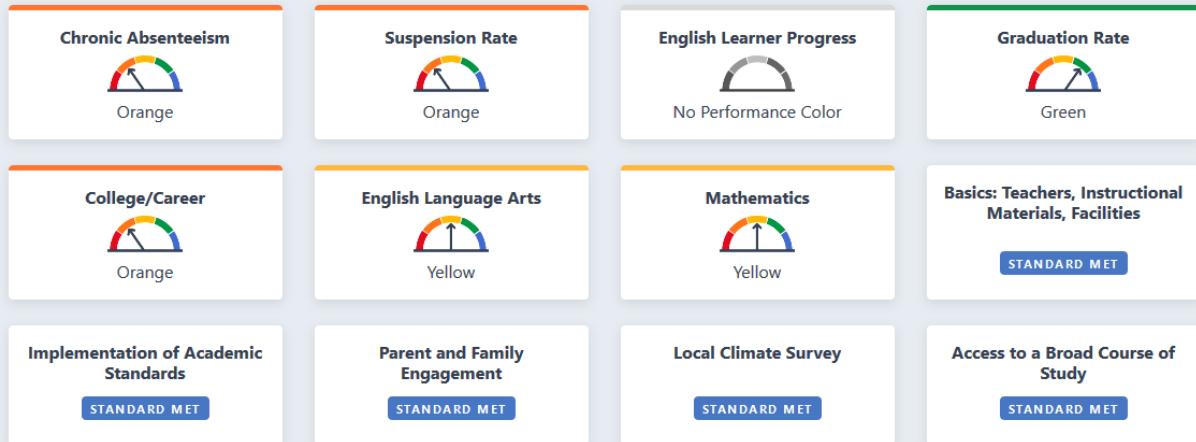 Chronic Absenteeism
Orange
Suspension Rate
Orange
English Learner Progress
No Performance Color
Graduation Rate
Green
College/Career
Orange
English Language Arts
Yellow
Mathematics
Yellow
Basics: Teachers, Instructional
Materials, Facilities
STANDARD MET
Implementation of Academic
Standards
STANDARD MET
Parent and Family
Engagement
STANDARD MET
Local Climate Survey
STANDARD MET
Access to a Broad Course of
Study
STANDARD MET